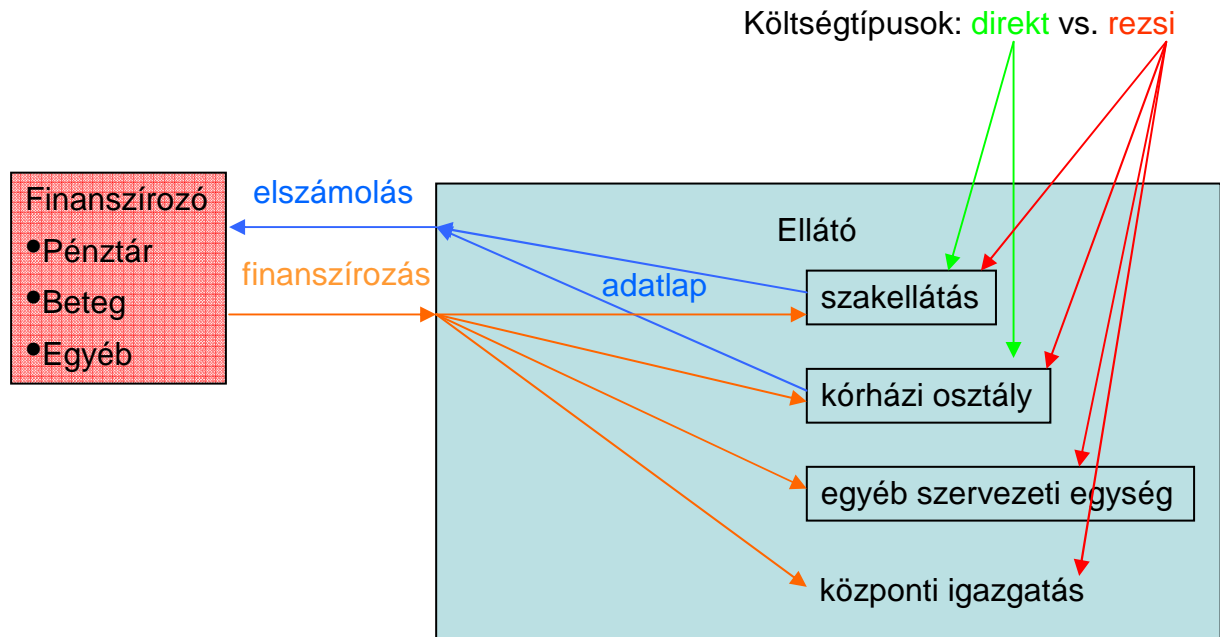 Költségtípusok: direkt vs. rezsi
Finanszírozó
•Pénztár
•Beteg
•Egyéb
elszámolás
finanszírozás
Ellátó
adatlap
szakellátás
kórházi osztály
egyéb szervezeti egység
központi igazgatás